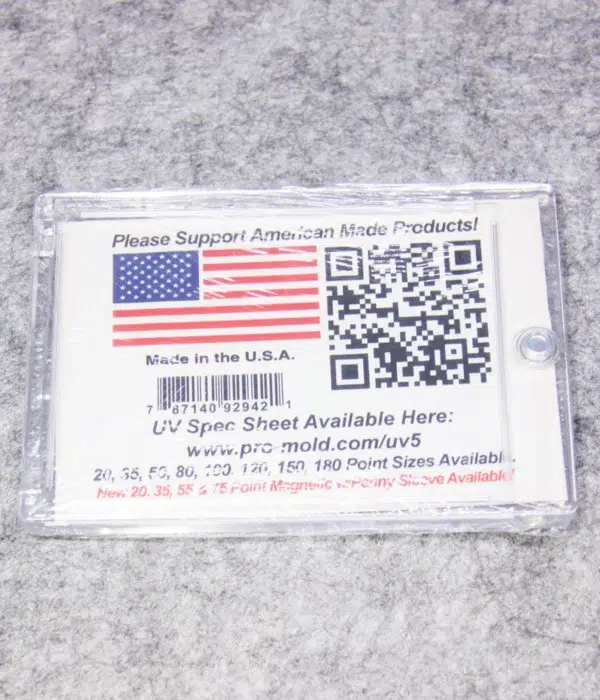 Please Support American Made Products!
Made in the U.S.A.
7 87140 92942 1
UV Spec Sheet Available Here:
www.pro-mold.com/uv5
20, 35, 50, 80, 100, 120, 150, 180 Point Sizes Available.
New 20, 35, 55 & 75 Point Magnetic w/Penny Sleeve Available!